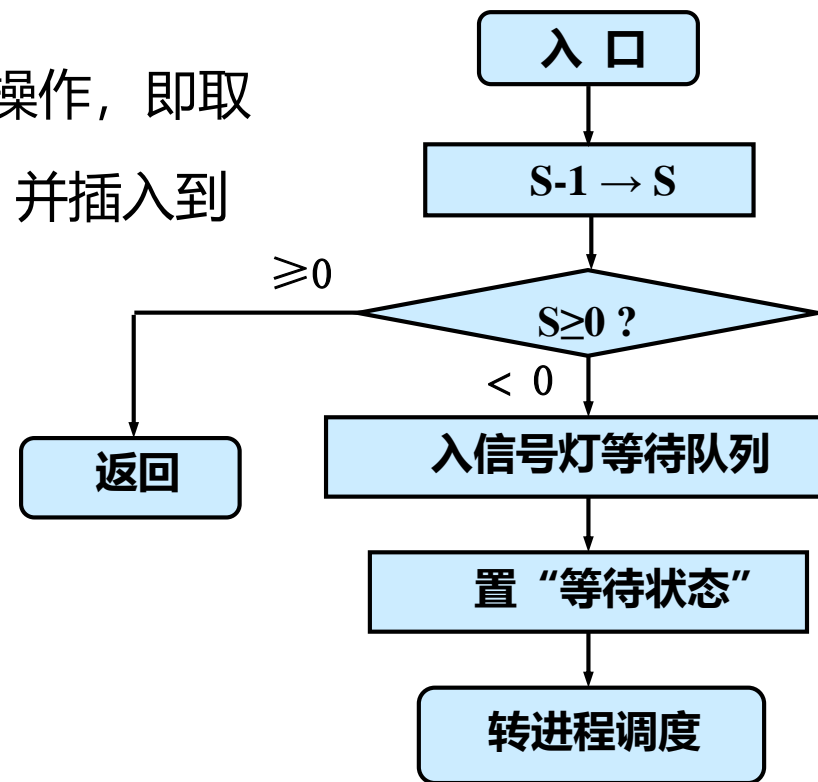 入 口
操作，即取
并插入到
S-1 → S
≥0
S≥0 ?
< 0
入信号灯等待队列
返回
置 “等待状态”
转进程调度